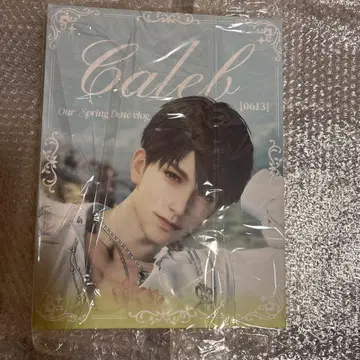 Caleb
Our Spring Date vlog
[0613]